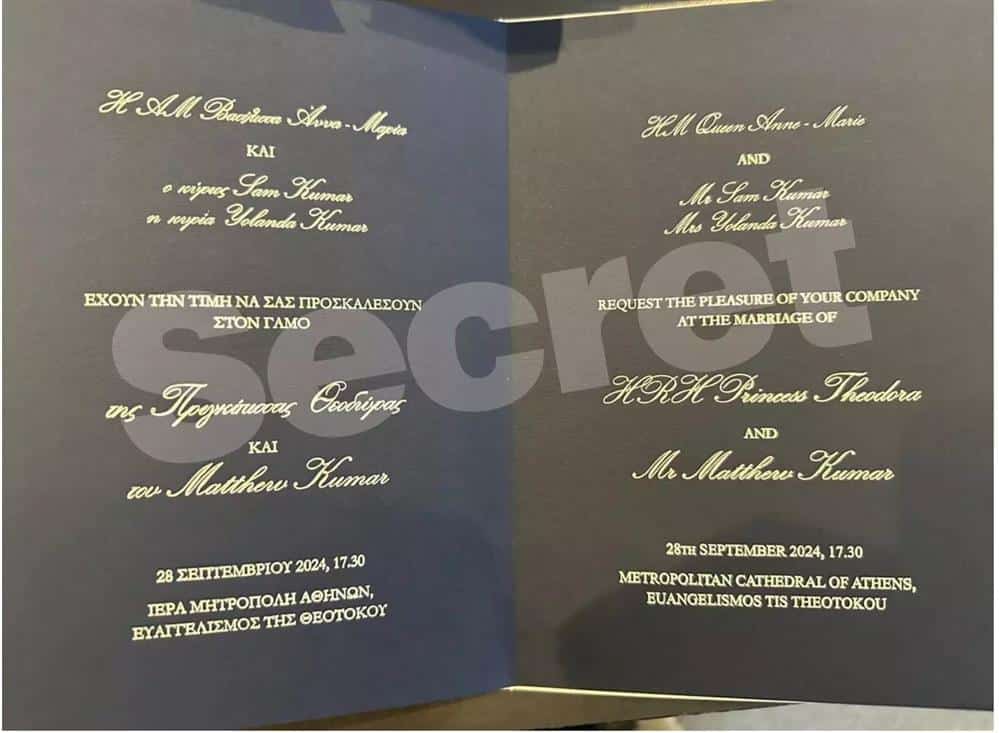 Η ΑΜ Βασίλισσα Άννα-Μαρία
ΚΑΙ
ο κύριος Sam Kumar
η κυρία Yolanda Kumar
ΕΧΟΥΝ ΤΗΝ ΤΙΜΗ ΝΑ ΣΑΣ ΠΡΟΣΚΑΛΕΣΟΥΝ
ΣΤΟΝ ΓΑΜΟ
της Πριγκίπισσας Θεοδώρας
ΚΑΙ
του Matthew Kumar
28 ΣΕΠΤΕΜΒΡΙΟΥ 2024, 17.30
ΙΕΡΑ ΜΗΤΡΟΠΟΛΗ ΑΘΗΝΩΝ,
ΕΥΑΓΓΕΛΙΣΜΟΣ ΤΗΣ ΘΕΟΤΟΚΟΥ
HM Queen Anne-Marie
AND
Mr Sam Kumar
Mrs Yolanda Kumar
REQUEST THE PLEASURE OF YOUR COMPANY
AT THE MARRIAGE OF
HRH Princess Theodora
AND
Mr Matthew Kumar
28TH SEPTEMBER 2024, 17.30
METROPOLITAN CATHEDRAL OF ATHENS,
EUANGELISMOS TIS THEOTOKOU
Secret